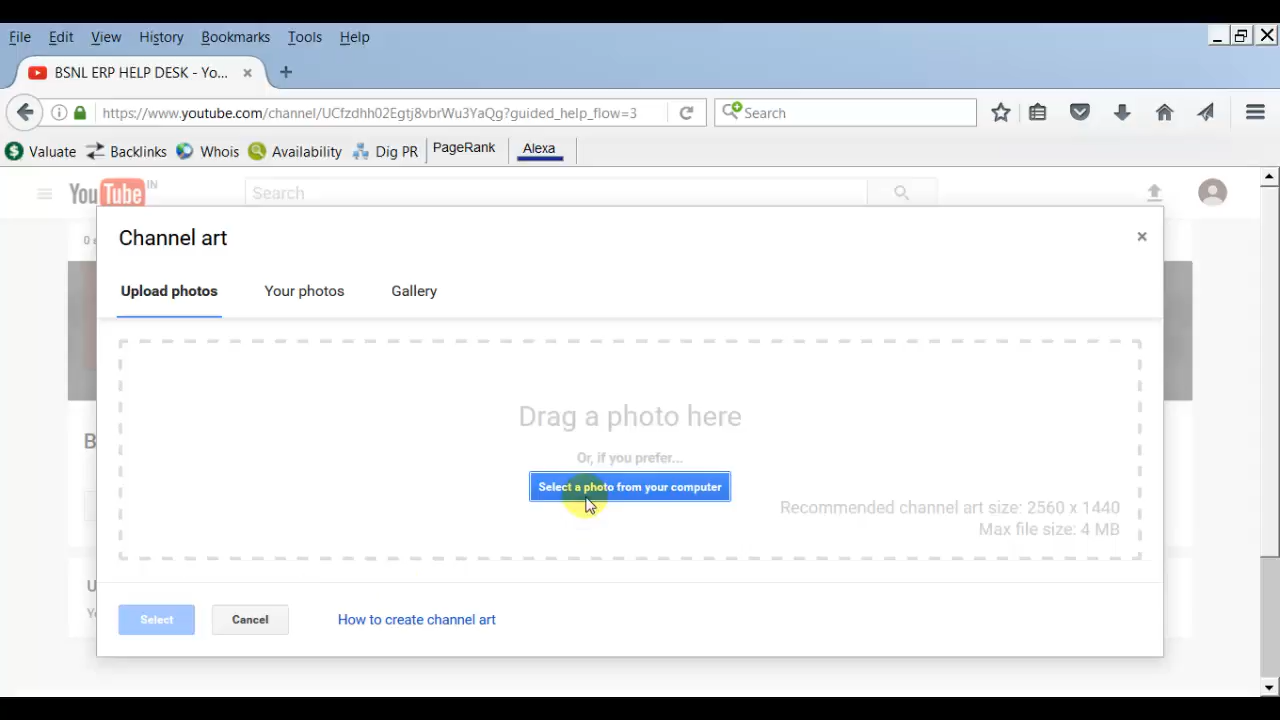 File Edit View History Bookmarks Tools Help
BSNL ERP HELP DESK - Yo...
https://www.youtube.com/channel/UCfzdhh02Egtj8vbrWu3YaQg?guided_help_flow=3 Search
Valuate Backlinks Whois Availability Dig PR PageRank Alexa
YouTube IN Search
Channel art
0
Upload photos Your photos Gallery
Drag a photo here
B
Or, if you prefer...
Select a photo from your computer
Recommended channel art size: 2560 x 1440
Max file size: 4 MB
U
Select Cancel How to create channel art